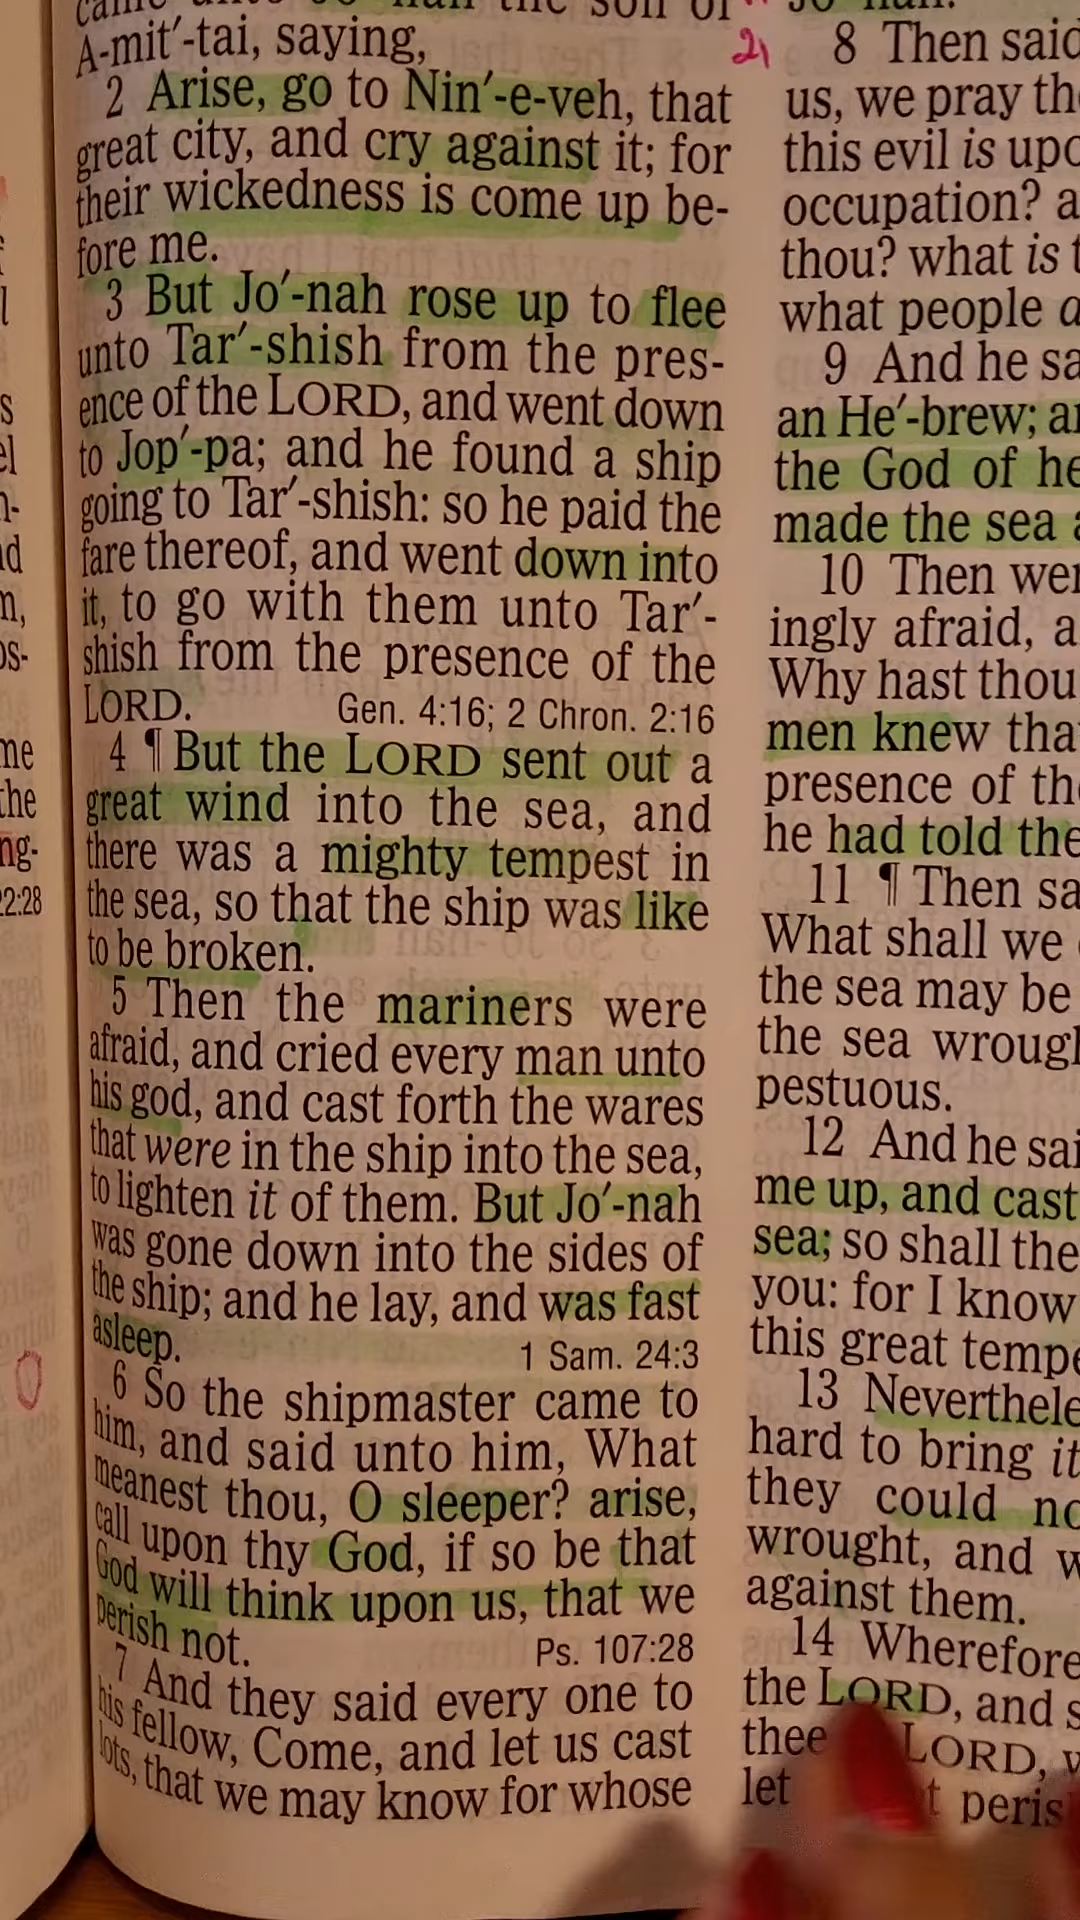 came unto Jo'-nah the son of
A-mit'-tai, saying,
2 Arise, go to Nin'-e-veh, that
great city, and cry against it; for
their wickedness is come up be-
fore me.
3 But Jo'-nah rose up to flee
unto Tar'-shish from the pres-
ence of the LORD, and went down
to Jop'-pa; and he found a ship
going to Tar'-shish: so he paid the
fare thereof, and went down into
it, to go with them unto Tar'-
shish from the presence of the
LORD. Gen. 4:16; 2 Chron. 2:16
4 ¶ But the LORD sent out a
great wind into the sea, and
there was a mighty tempest in
the sea, so that the ship was like
to be broken.
5 Then the mariners were
afraid, and cried every man unto
his god, and cast forth the wares
that were in the ship into the sea,
to lighten it of them. But Jo'-nah
was gone down into the sides of
the ship; and he lay, and was fast
asleep. 1 Sam. 24:3
6 So the shipmaster came to
him, and said unto him, What
meanest thou, O sleeper? arise,
call upon thy God, if so be that
God will think upon us, that we
perish not. Ps. 107:28
7 And they said every one to
his fellow, Come, and let us cast
lots, that we may know for whose
Jo'-nah.
8 Then said
us, we pray
this evil is
occupation?
thou? what is
what people
9 And he
an He'-brew;
the God of
made the sea
10 Then
ingly afraid,
Why hast thou
men knew
presence of
he had told
11 ¶ Then
What shall we
the sea may be
the sea
pestuous.
12 And he
me up, and cast
sea; so shall
you: for I know
this great
13
hard to bring it
they could
wrought, and
against them.
14 Wherefore
the LORD, and
thee LORD,
let
22:28